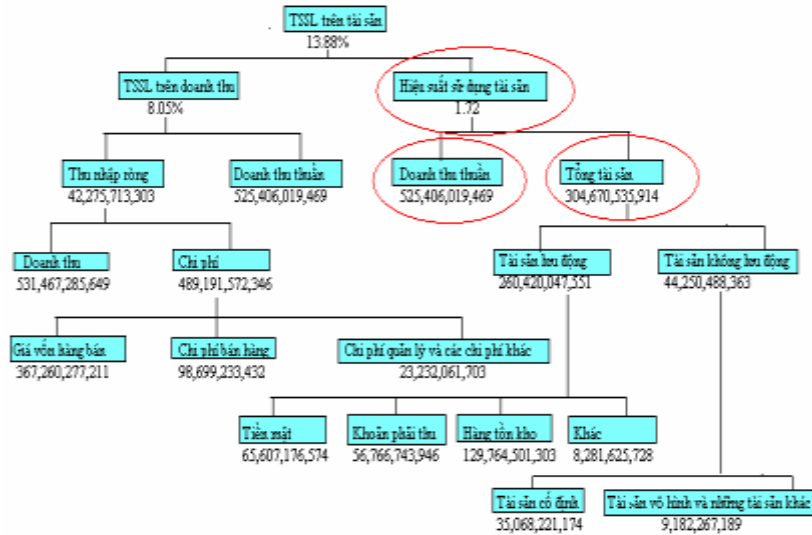 TSSL trên tài sản
13.88%
TSSL trên doanh thu
8.05%
Hiệu suất sử dụng tài sản
1.72
Thu nhập ròng
42,275,713,303
Doanh thu thuần
525,406,019,469
Doanh thu thuần
525,406,019,469
Tổng tài sản
304,670,535,914
Doanh thu
531,467,285,649
Chi phí
489,191,572,346
Tài sản lưu động
260,420,047,551
Tài sản không lưu động
44,250,488,363
Giá vốn hàng bán
367,260,277,211
Chi phí bán hàng
98,699,233,432
Chi phí quản lý và các chi phí khác
23,232,061,703
Tiền mặt
65,607,176,574
Khoản phải thu
56,766,743,946
Hàng tồn kho
129,764,501,303
Khác
8,281,625,728
Tài sản cố định
35,068,221,174
Tài sản vô hình và những tài sản khác
9,182,267,189